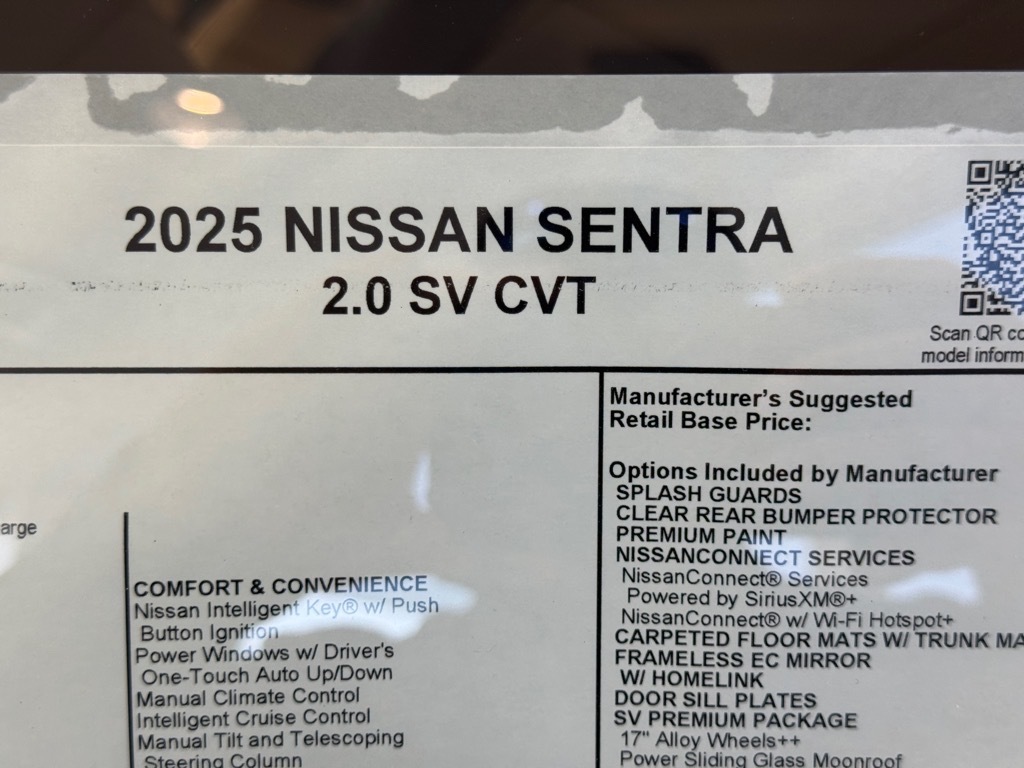 2025 NISSAN SENTRA
2.0 SV CVT
Scan QR
model inform
Manufacturer's Suggested
Retail Base Price:
Options Included by Manufacturer
SPLASH GUARDS
CLEAR REAR BUMPER PROTECTOR
PREMIUM PAINT
NISSANCONNECT SERVICES
NissanConnect® Services
Powered by SiriusXM®+
NissanConnect® w/ Wi-Fi Hotspot+
CARPETED FLOOR MATS W/ TRUNK MA
FRAMELESS EC MIRROR
W/ HOMELINK
DOOR SILL PLATES
SV PREMIUM PACKAGE
17" Alloy Wheels++
Power Sliding Glass Moonroof
arge
COMFORT & CONVENIENCE
Nissan Intelligent Key® w/ Push
Button Ignition
Power Windows w/ Driver's
One-Touch Auto Up/Down
Manual Climate Control
Intelligent Cruise Control
Manual Tilt and Telescoping
Steering Column